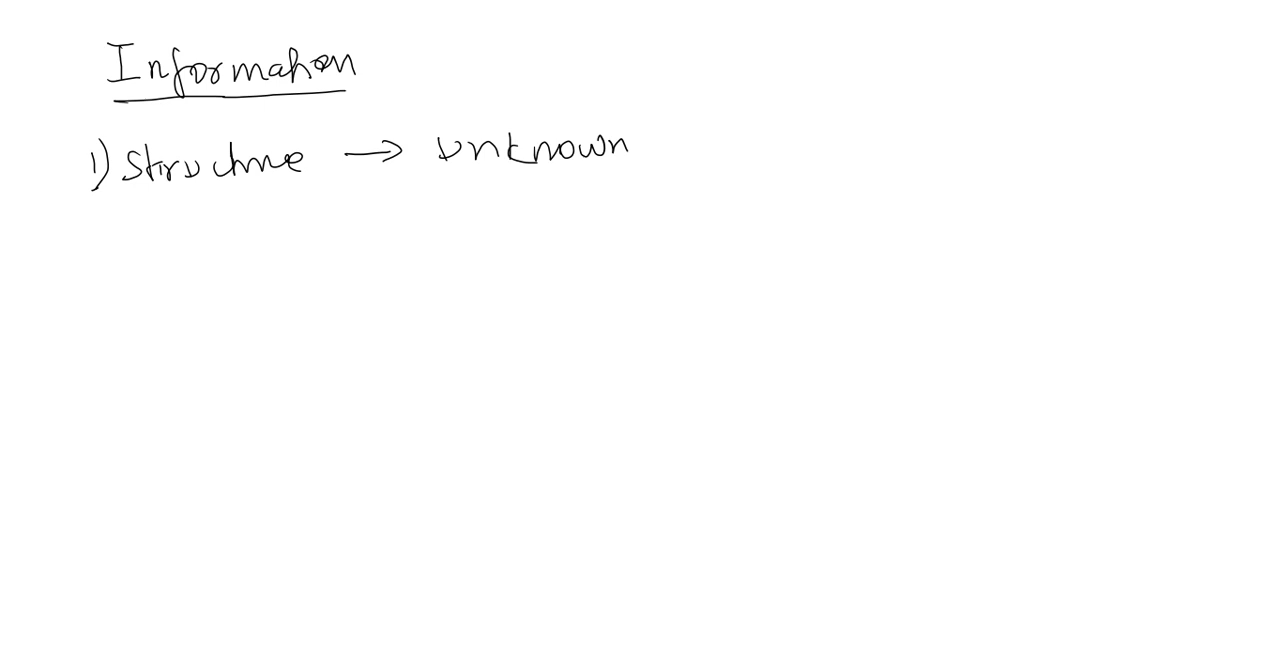 Information
1) Structure → unknown